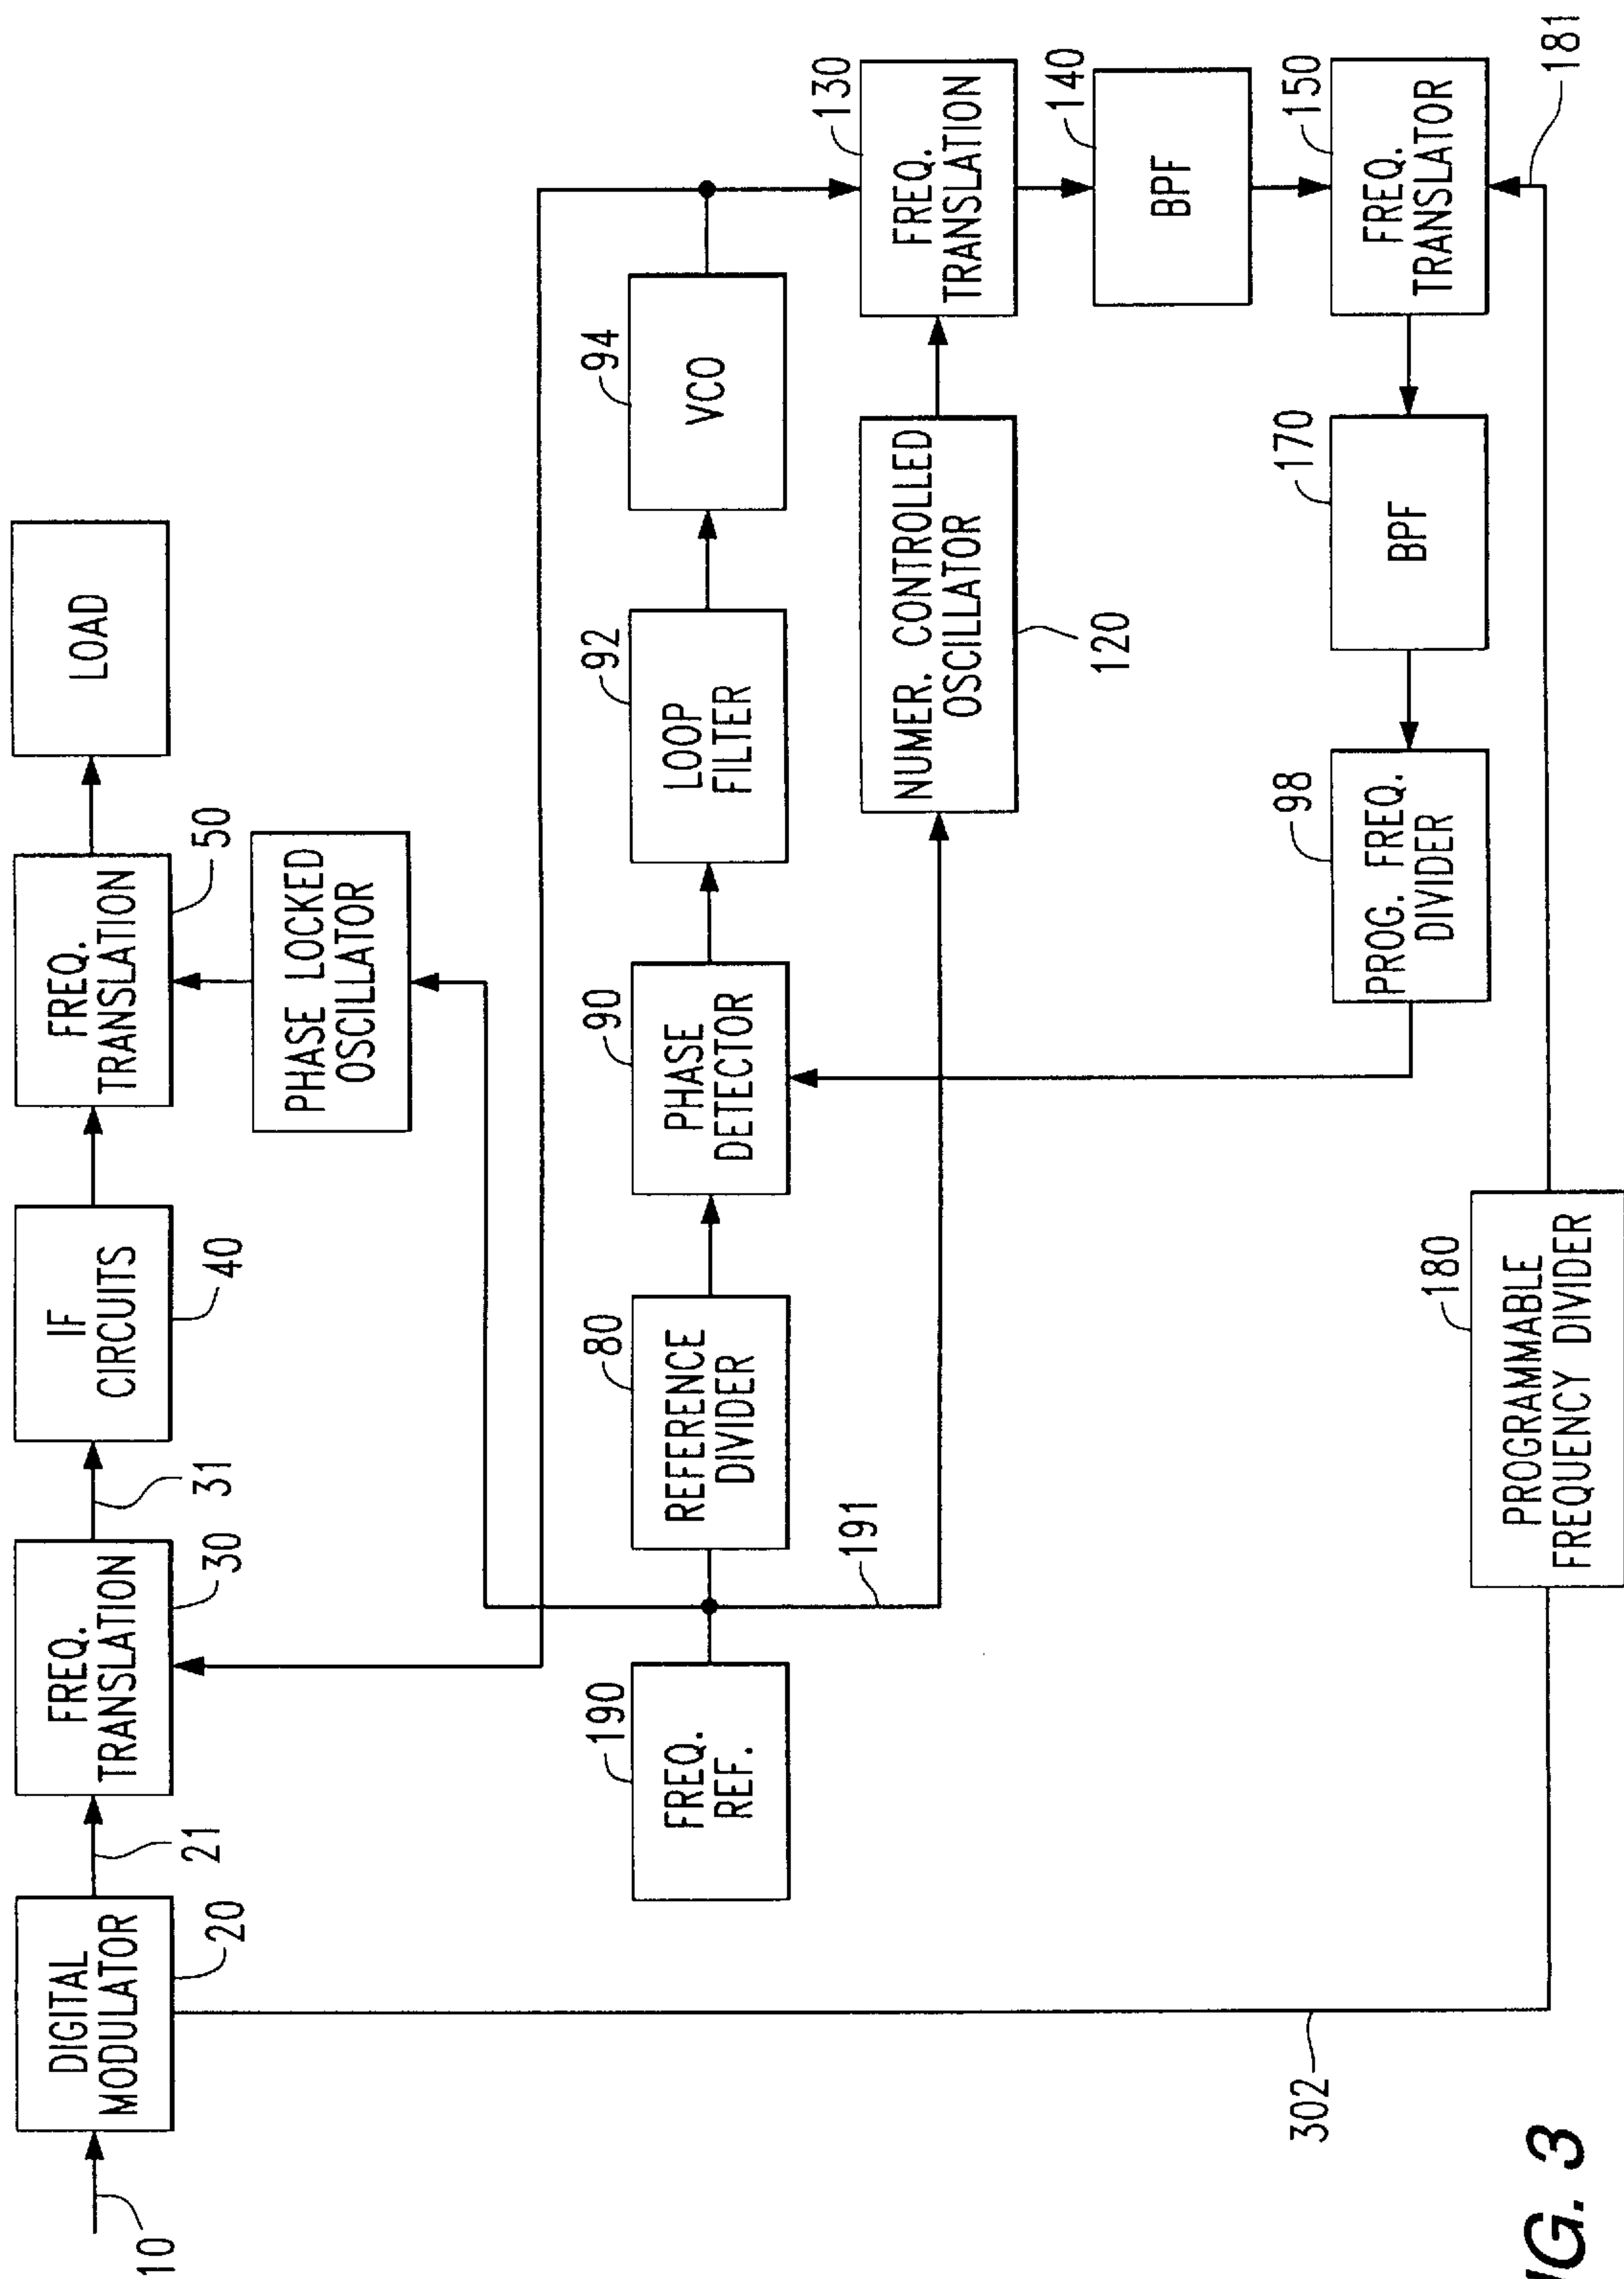 10
DIGITAL
MODULATOR
20
21
FREQ.
TRANSLATION
30
31
IF
CIRCUITS
40
FREQ.
TRANSLATION
50
LOAD
PHASE LOCKED
OSCILLATOR
190
FREQ.
REF.
191
80
REFERENCE
DIVIDER
90
PHASE
DETECTOR
92
LOOP
FILTER
94
VCO
NUMER. CONTROLLED
OSCILLATOR
120
130
FREQ.
TRANSLATION
140
BPF
150
FREQ.
TRANSLATOR
181
170
BPF
98
PROG. FREQ.
DIVIDER
180
PROGRAMMABLE
FREQUENCY DIVIDER
302
IG. 3